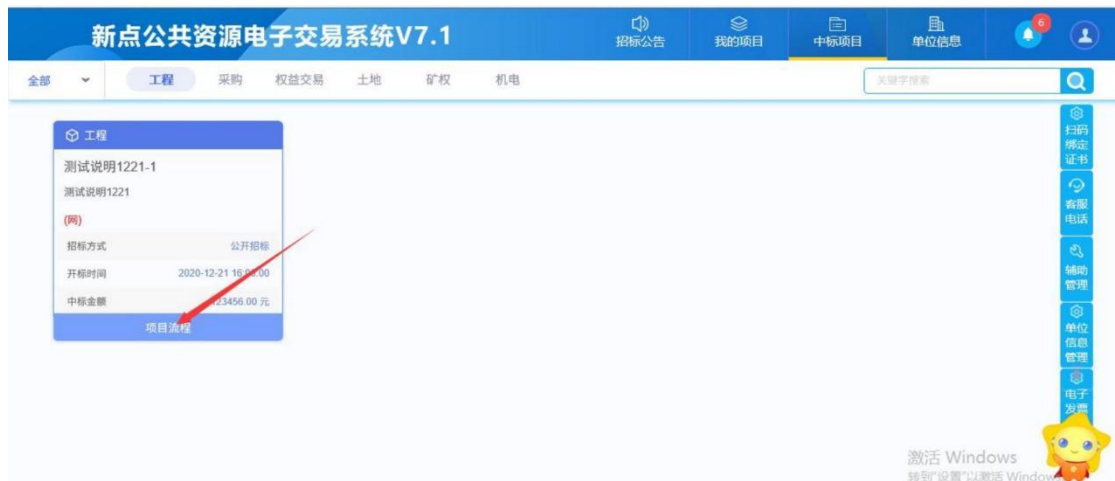 新点公共资源电子交易系统V7.1
招标公告
我的项目
中标项目
单位信息
6
全部
工程
采购
权益交易
土地
矿权
机电
关键字搜索
工程
测试说明1221-1
测试说明1221
(网)
招标方式
公开招标
开标时间
2020-12-21 16:00:00
中标金额
123456.00 元
项目流程
扫码
绑定
证书
客服
电话
辅助
管理
单位
信息
管理
电子
发票
激活 Windows
转到"设置"以激活 Window